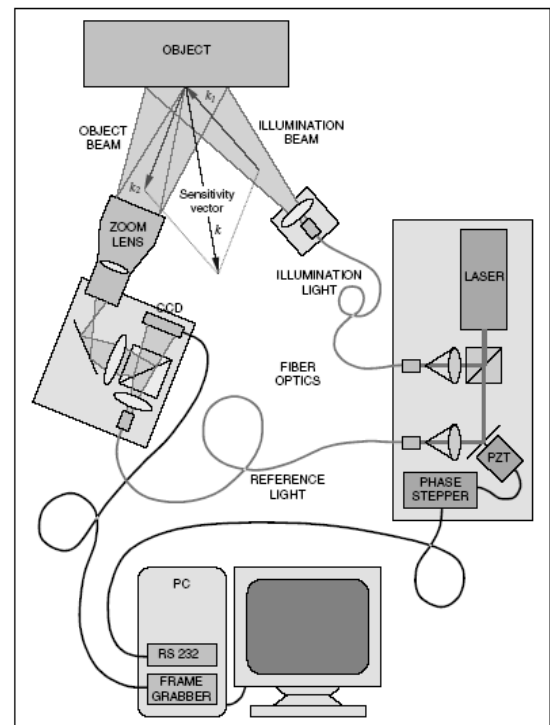 OBJECT
k1
OBJECT
BEAM
ILLUMINATION
BEAM
k2
Sensitivity
vector
k
ZOOM
LENS
LASER
ILLUMINATION
LIGHT
CCD
FIBER
OPTICS
PZT
REFERENCE
LIGHT
PHASE
STEPPER
PC
RS 232
FRAME
GRABBER